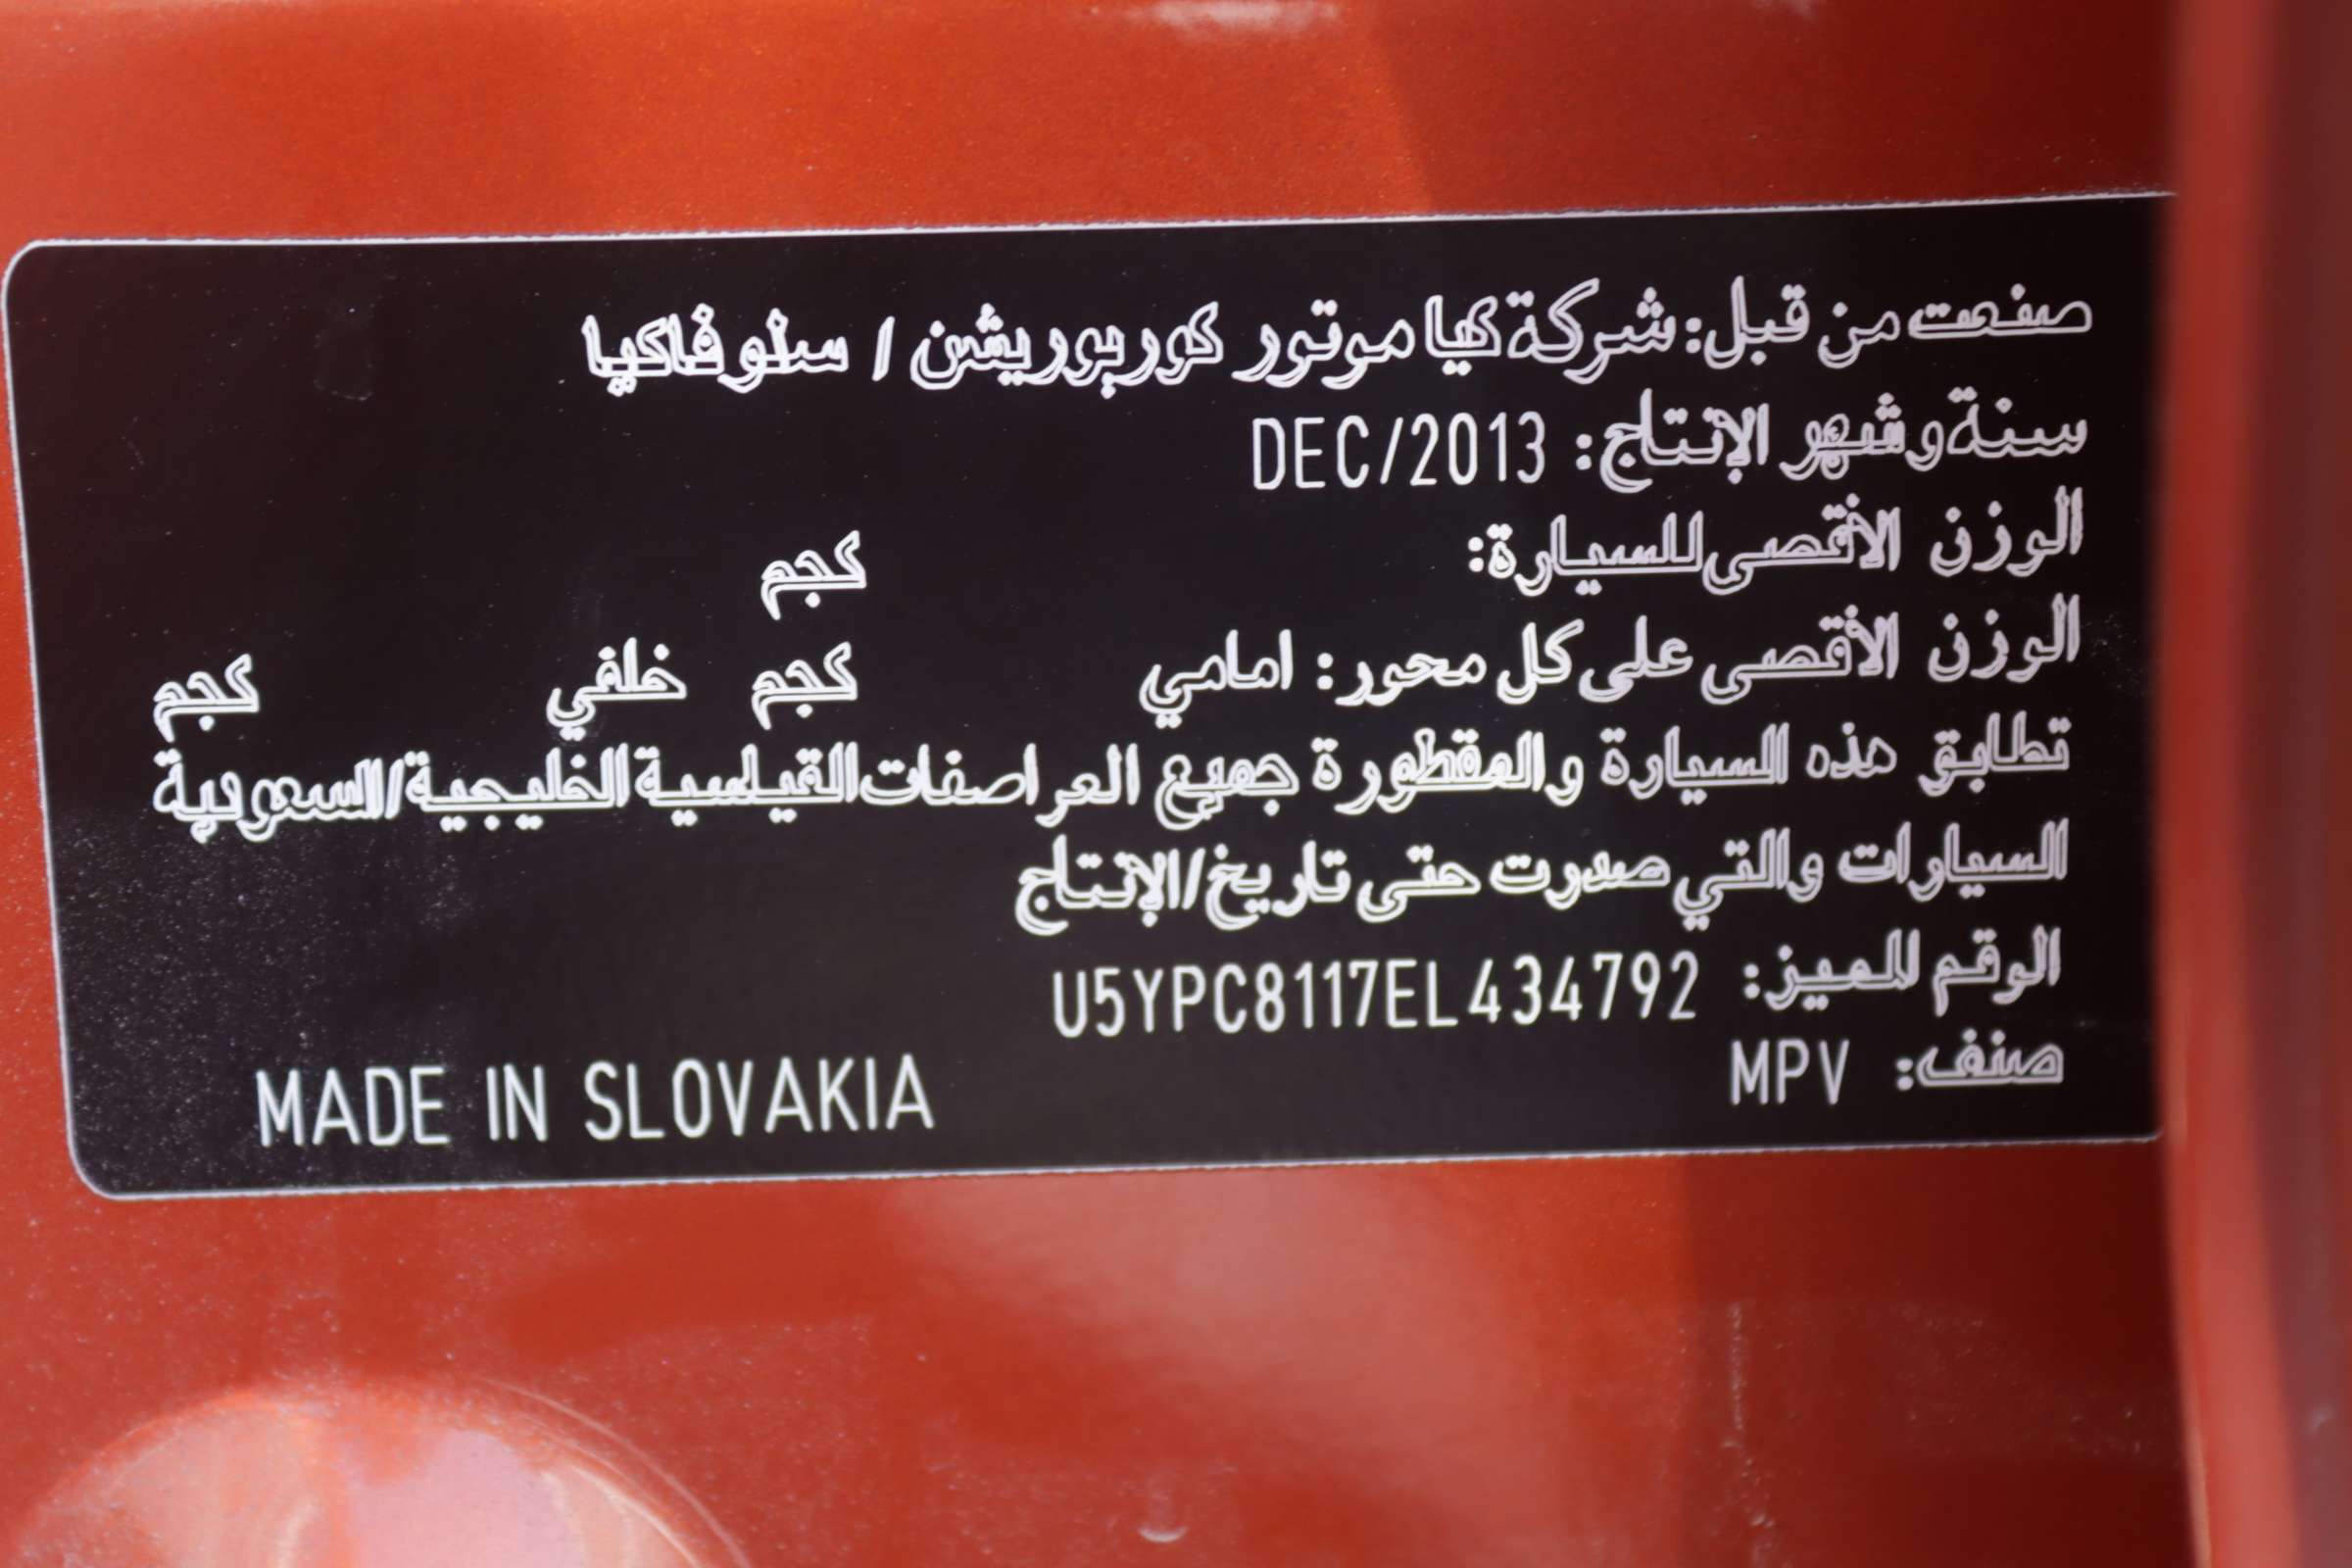 صنعت من قبل: شركة كيا موتور كوربوريشن / سلوفاكيا
سنة وشهر الإنتاج: DEC/2013
الوزن الأقصى للسيارة: كجم
الوزن الأقصى على كل محور: امامي كجم خلفي كجم
تطابق هذه السيارة والمقطورة جميع المراصفات القياسية الخليجية/السعودية
السيارات والتي صدرت حتى تاريخ/الإنتاج
الوقم المميز: U5YPC8117EL434792
صنف: MPV
MADE IN SLOVAKIA